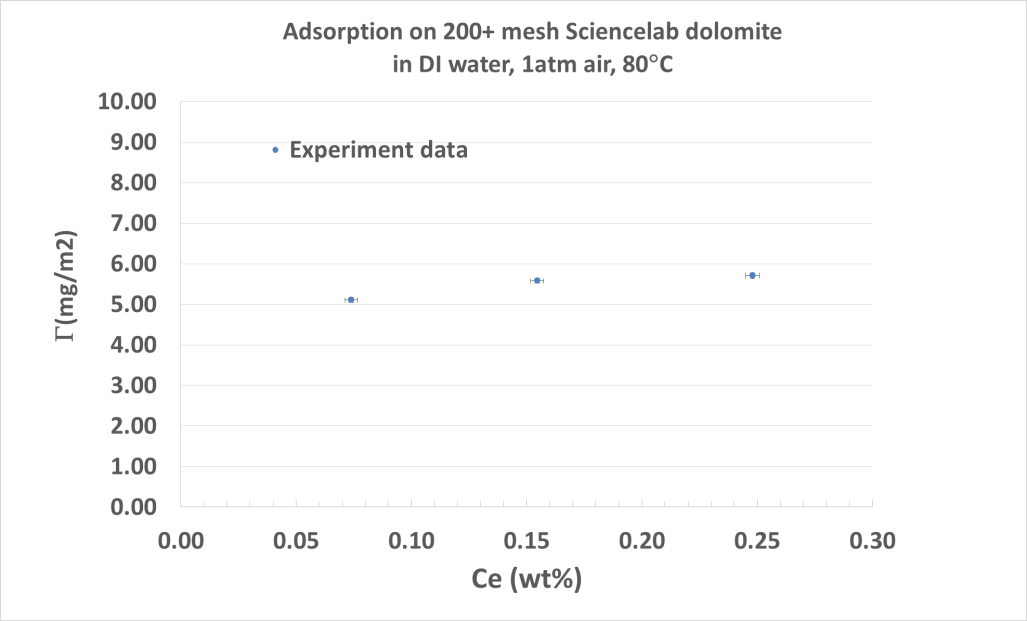 Adsorption on 200+ mesh Sciencelab dolomite
in DI water, 1atm air, 80°C
10.00
9.00
Experiment data
8.00
7.00
6.00
5.00
4.00
3.00
2.00
1.00
0.00
Γ(mg/m2)
0.00 0.05 0.10 0.15 0.20 0.25 0.30
Ce (wt%)